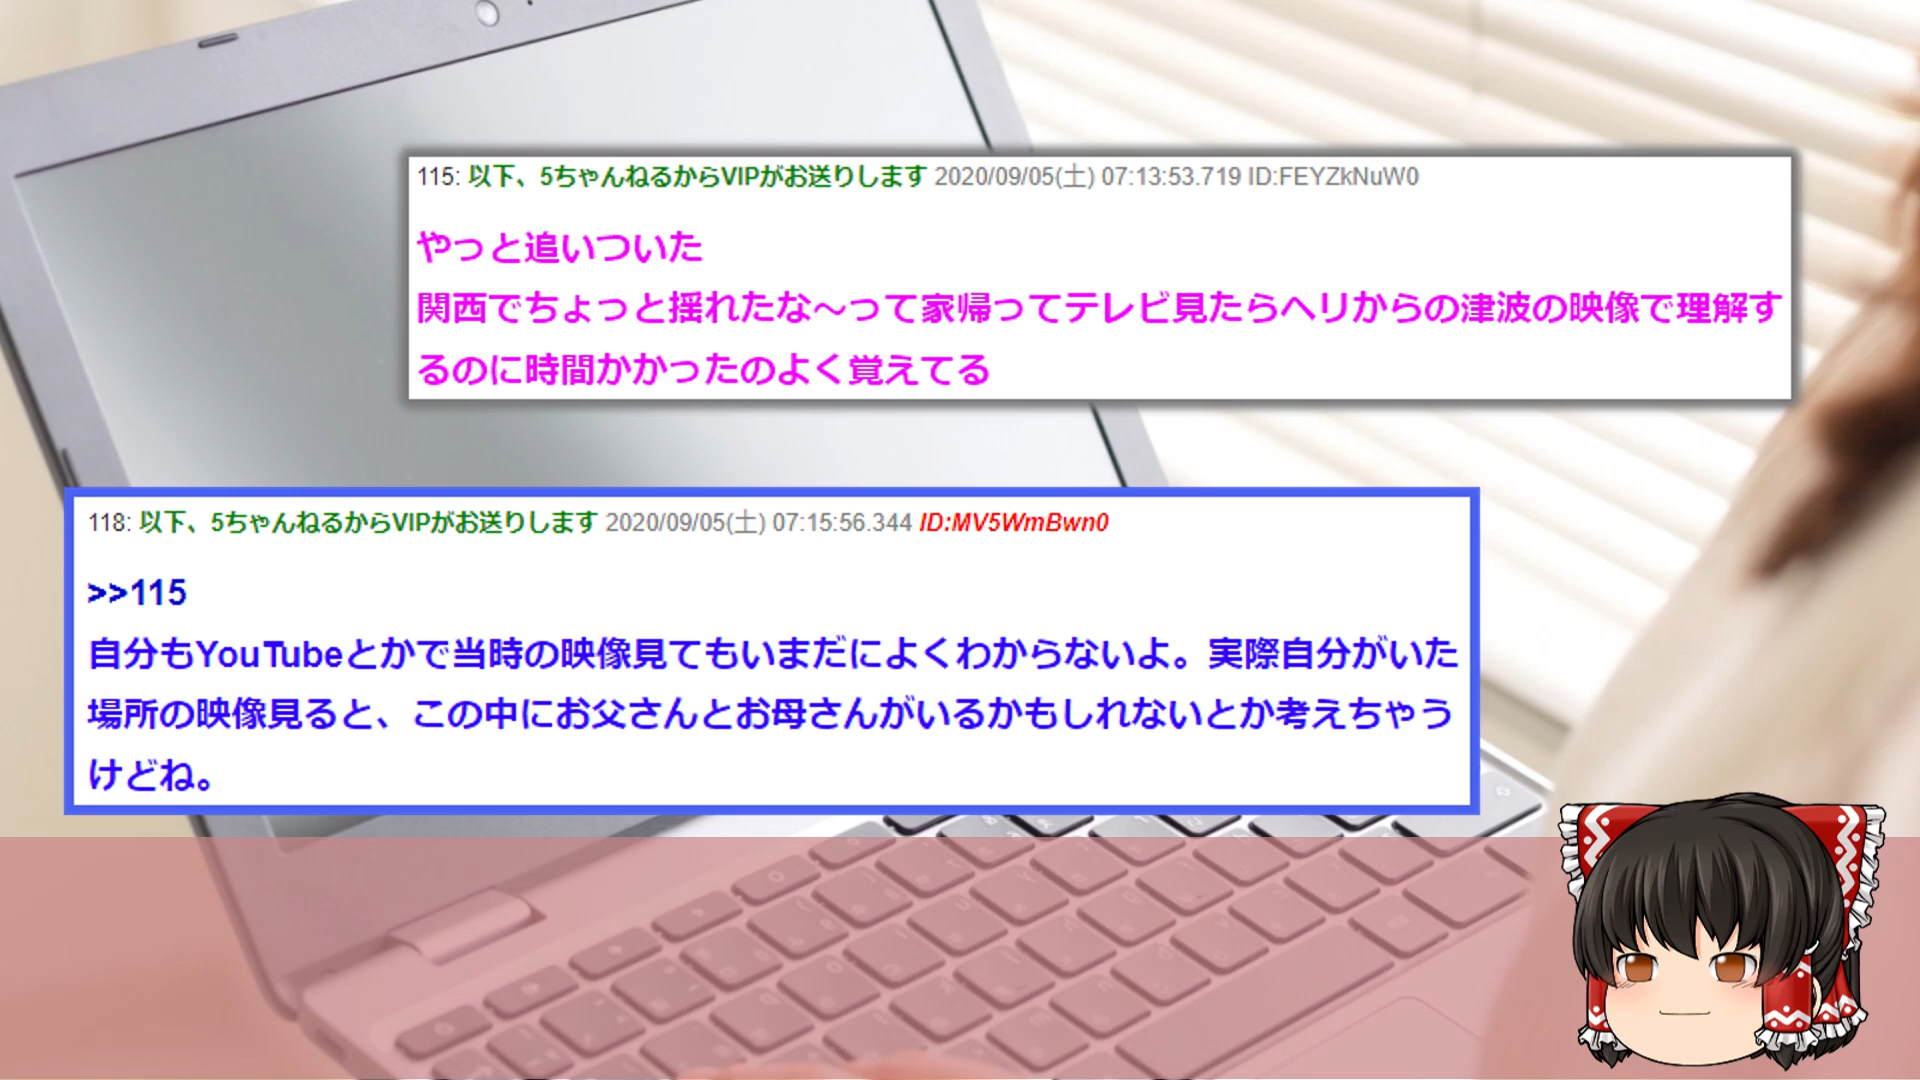 115: 以下、5ちゃんねるからVIPがお送りします 2020/09/05(土) 07:13:53.719 ID:FEYZkNuW0
やっと追いついた
関西でちょっと揺れたな～って家帰ってテレビ見たらヘリからの津波の映像で理解す
るのに時間かかったのよく覚えてる
118: 以下、5ちゃんねるからVIPがお送りします 2020/09/05(土) 07:15:56.344 ID:MV5WmBwn0
>>115
自分もYouTubeとかで当時の映像見てもいまだによくわからないよ。実際自分がいた
場所の映像見ると、この中にお父さんとお母さんがいるかもしれないとか考えちゃう
けどね。